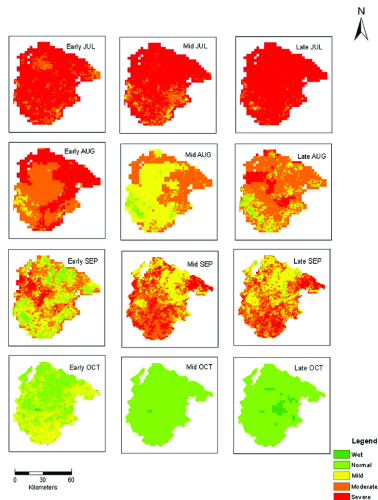 N
Early JUL
Mid JUL
Late JUL
Early AUG
Mid AUG
Late AUG
Early SEP
Mid SEP
Late SEP
Early OCT
Mid OCT
Late OCT
Legend
Wet
Normal
Mild
Moderate
Severe
0 15 30 60
Kilometers